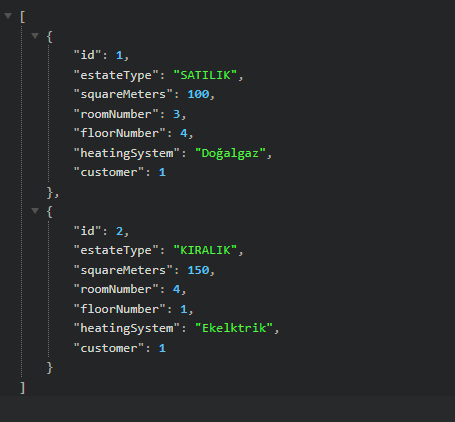 [
{
"id": 1,
"estateType": "SATILIK",
"squareMeters": 100,
"roomNumber": 3,
"floorNumber": 4,
"heatingSystem": "Doğalgaz",
"customer": 1
},
{
"id": 2,
"estateType": "KIRALIK",
"squareMeters": 150,
"roomNumber": 4,
"floorNumber": 1,
"heatingSystem": "Ekelktrik",
"customer": 1
}
]